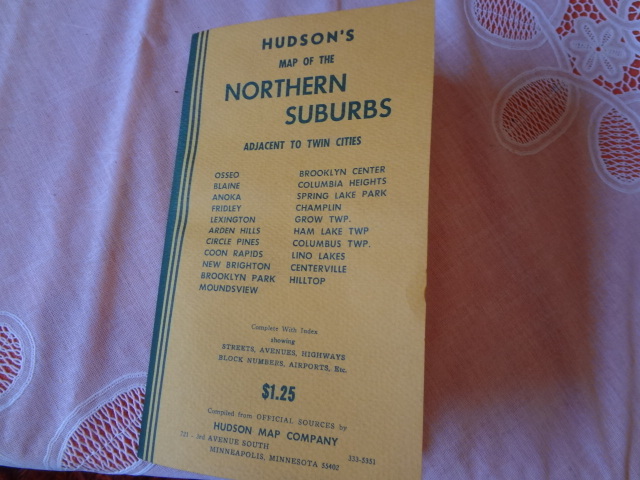 HUDSON'S
MAP OF THE
NORTHERN
SUBURBS
ADJACENT TO TWIN CITIES
OSSEO BROOKLYN CENTER
BLAINE COLUMBIA HEIGHTS
ANOKA SPRING LAKE PARK
FRIDLEY CHAMPLIN
LEXINGTON GROW TWP.
ARDEN HILLS HAM LAKE TWP
CIRCLE PINES COLUMBUS TWP.
COON RAPIDS LINO LAKES
NEW BRIGHTON CENTERVILLE
BROOKLYN PARK HILLTOP
MOUNDSVIEW
Complete With Index
showing
STREETS, AVENUES, HIGHWAYS
BLOCK NUMBERS, AIRPORTS, Etc.
$1.25
Compiled from OFFICIAL SOURCES by
HUDSON MAP COMPANY
- 3rd AVENUE SOUTH 333-5351
MINNEAPOLIS, MINNESOTA 55402